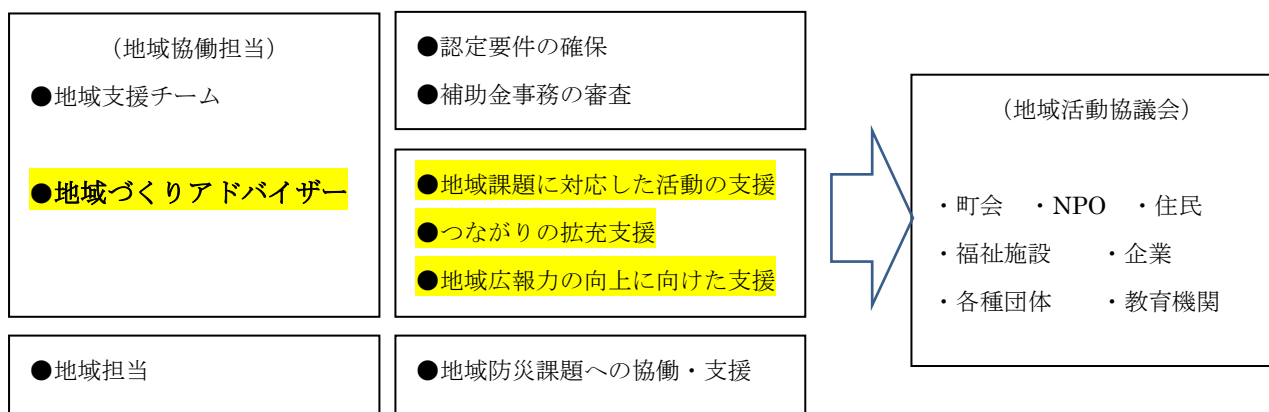 （地域協働担当）
●地域支援チーム
●地域づくりアドバイザー
●認定要件の確保
●補助金事務の審査
●地域課題に対応した活動の支援
●つながりの拡充支援
●地域広報力の向上に向けた支援
●地域担当
●地域防災課題への協働・支援
（地域活動協議会）
・町会　・NPO　・住民
・福祉施設　　・企業
・各種団体　　・教育機関